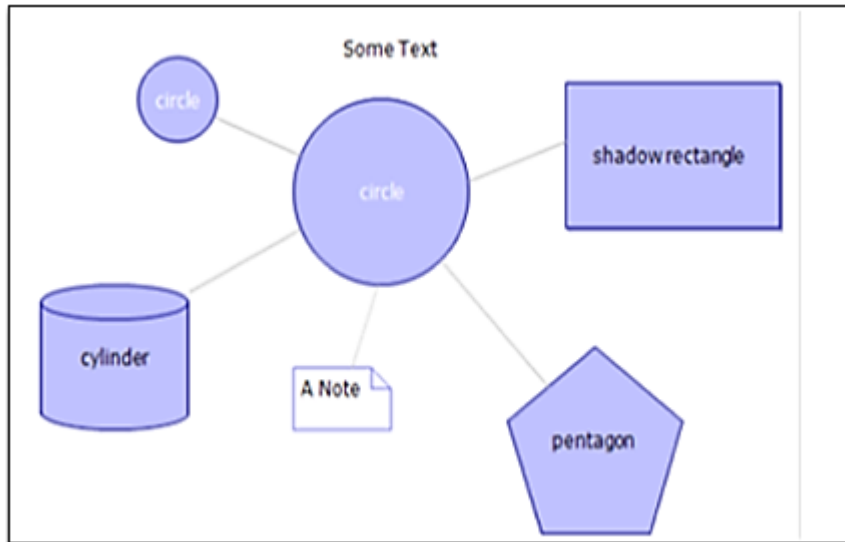 Some Text
circle
circle
shadow rectangle
cylinder
A Note
pentagon